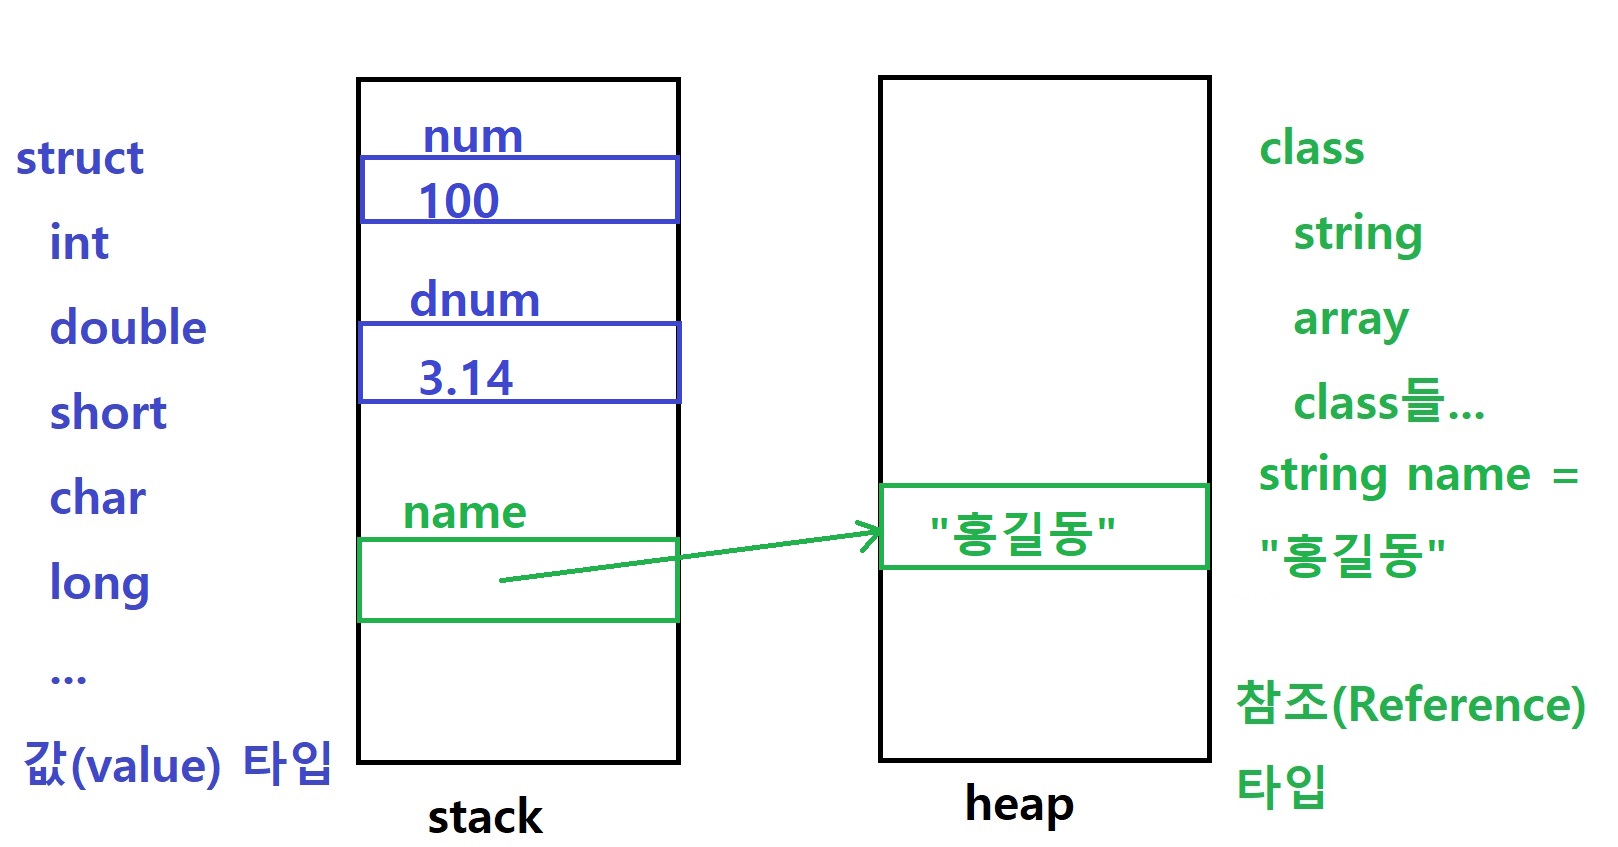 struct
int
double
short
char
long
...
값(value) 타입
num
100
dnum
3.14
name
stack
"홍길동"
heap
class
string
array
class들...
string name =
"홍길동"
참조(Reference)
타입